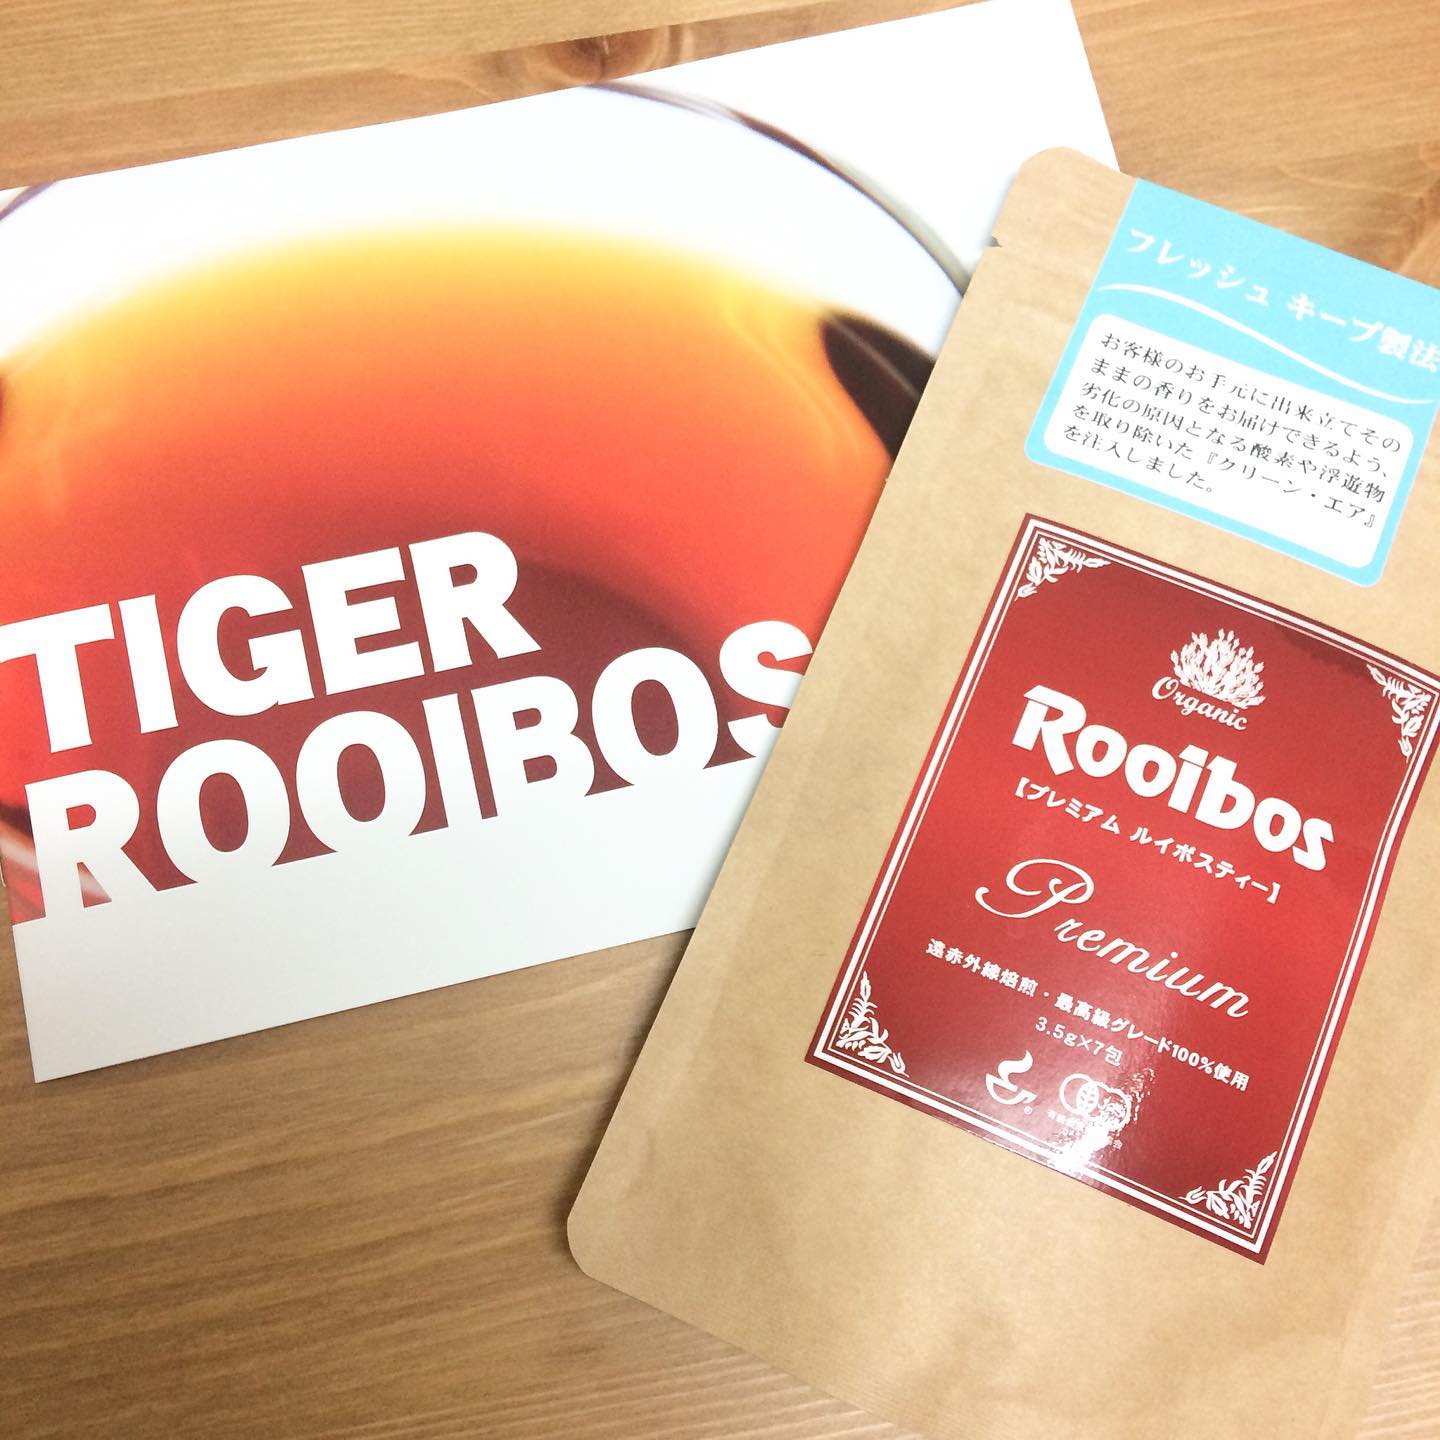 TIGER
ROOIBOS
フレッシュ キープ製法
お客様のお手元に出来立てその
ままの香りをお届けできるよう、
劣化の原因となる酸素や浮遊物
を取り除いた『クリーン・エア』
を注入しました。
Organic
Rooibos
【プレミアム ルイボスティー】
Premium
遠赤外線焙煎・最高級グレード100%使用
3.5g×7包
®